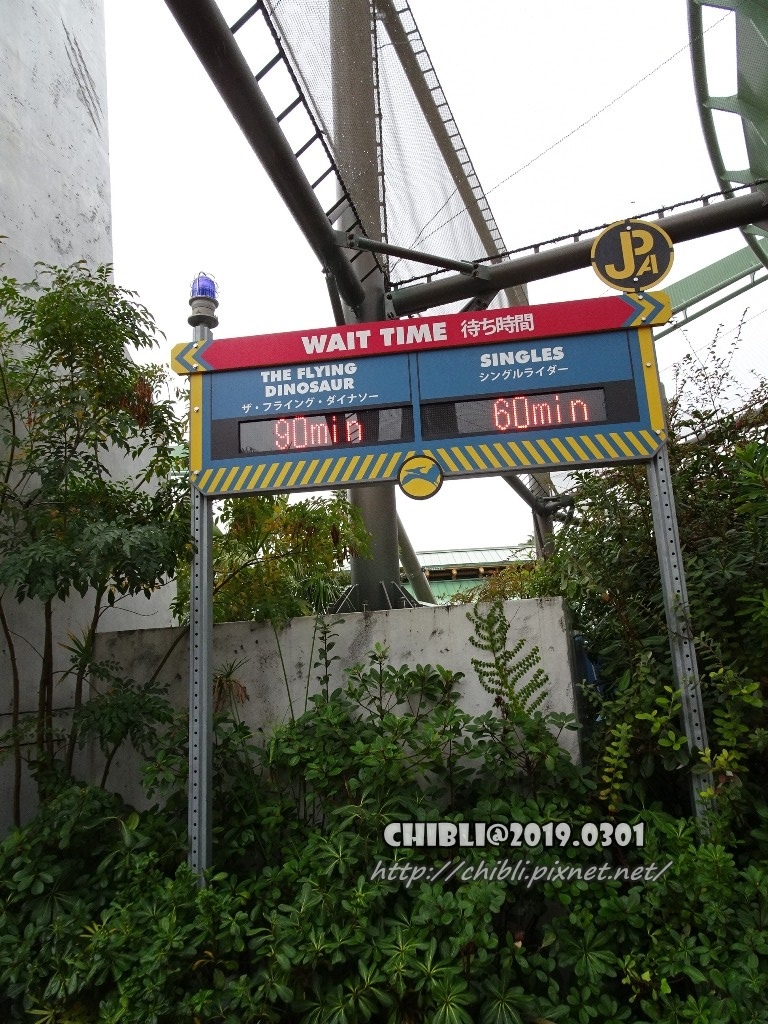 JPA
WAIT TIME 待ち時間
THE FLYING
DINOSAUR
ザ・フライング・ダイナソー
90min
SINGLES
シングルライダー
60min
CHIBLI@2019.0301
http://chibli.pixnet.net/